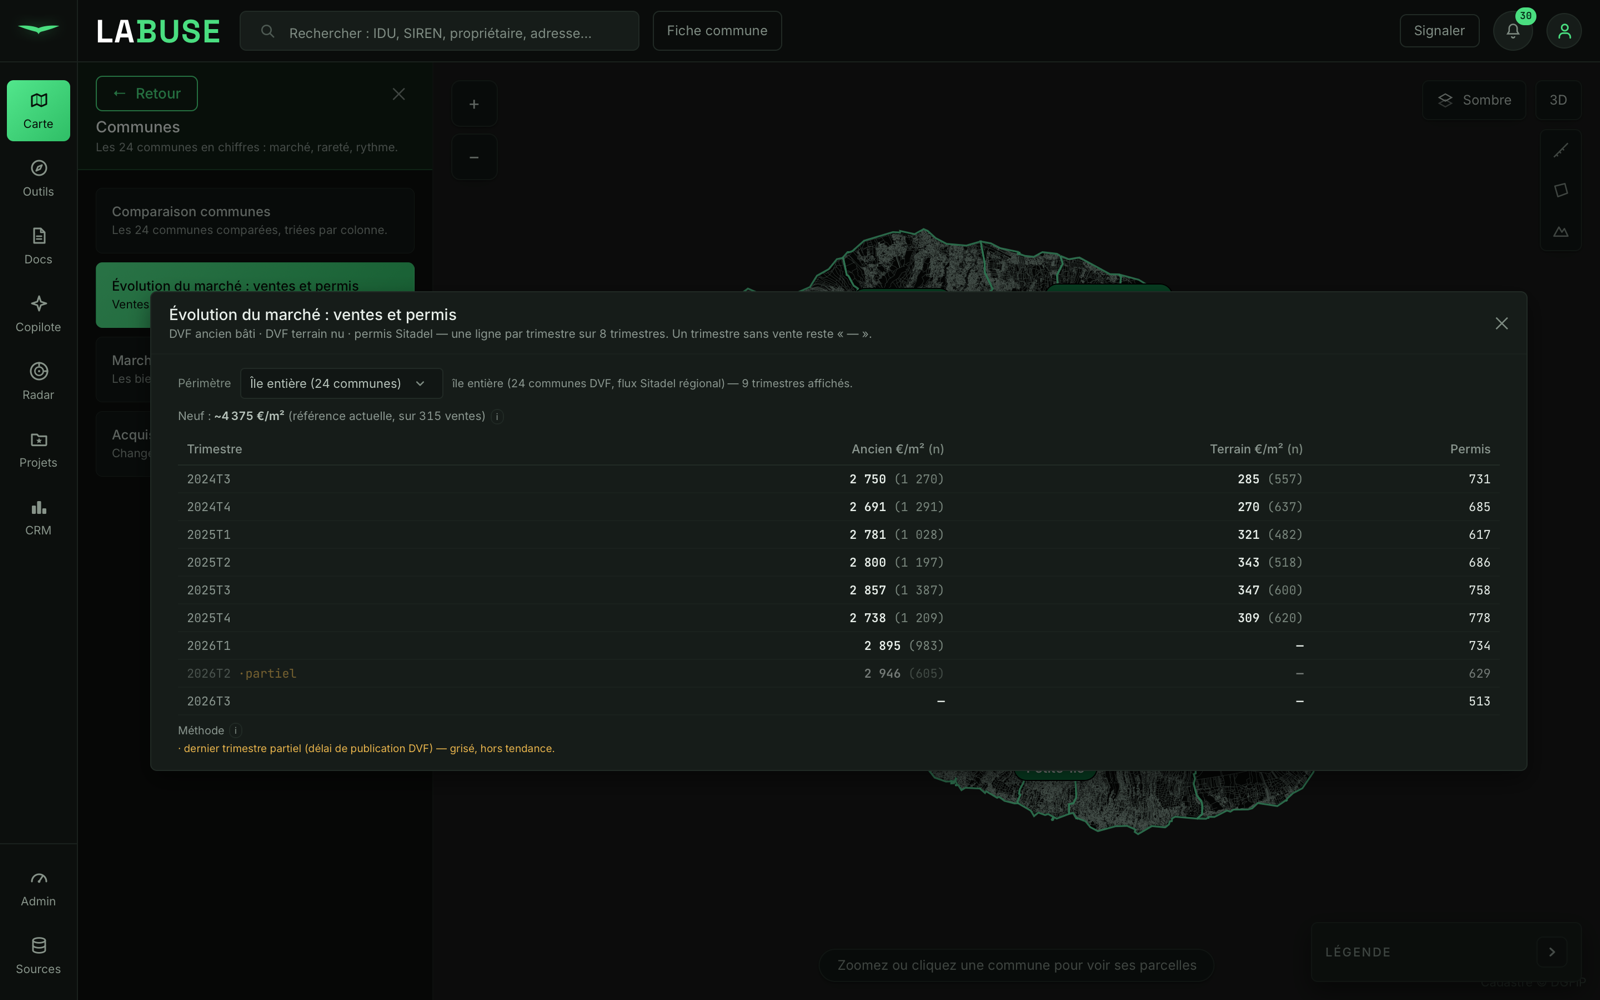 LABUSE
Rechercher : IDU, SIREN, propriétaire, adresse...
Fiche commune
Signaler
30
Carte
Outils
Docs
Copilote
Radar
Projets
CRM
Admin
Sources
← Retour
Communes
Les 24 communes en chiffres : marché, rareté, rythme.
Comparaison communes
Les 24 communes comparées, triées par colonne.
Évolution du marché : ventes et permis
Ventes
March
Les bie
Acqui
Change
+
−
Sombre
3D
Évolution du marché : ventes et permis
DVF ancien bâti · DVF terrain nu · permis Sitadel — une ligne par trimestre sur 8 trimestres. Un trimestre sans vente reste « — ».
Périmètre
Île entière (24 communes)
île entière (24 communes DVF, flux Sitadel régional) — 9 trimestres affichés.
Neuf : ~4 375 €/m² (référence actuelle, sur 315 ventes) i
Trimestre Ancien €/m² (n) Terrain €/m² (n) Permis
2024T3 2 750 (1 270) 285 (557) 731
2024T4 2 691 (1 291) 270 (637) 685
2025T1 2 781 (1 028) 321 (482) 617
2025T2 2 800 (1 197) 343 (518) 686
2025T3 2 857 (1 387) 347 (600) 758
2025T4 2 738 (1 209) 309 (620) 778
2026T1 2 895 (983) — 734
2026T2 ·partiel 2 946 (605) — 629
2026T3 — — 513
Méthode i
· dernier trimestre partiel (délai de publication DVF) — grisé, hors tendance.
Zoomez ou cliquez une commune pour voir ses parcelles
LÉGENDE
Cadastre © DGFiP